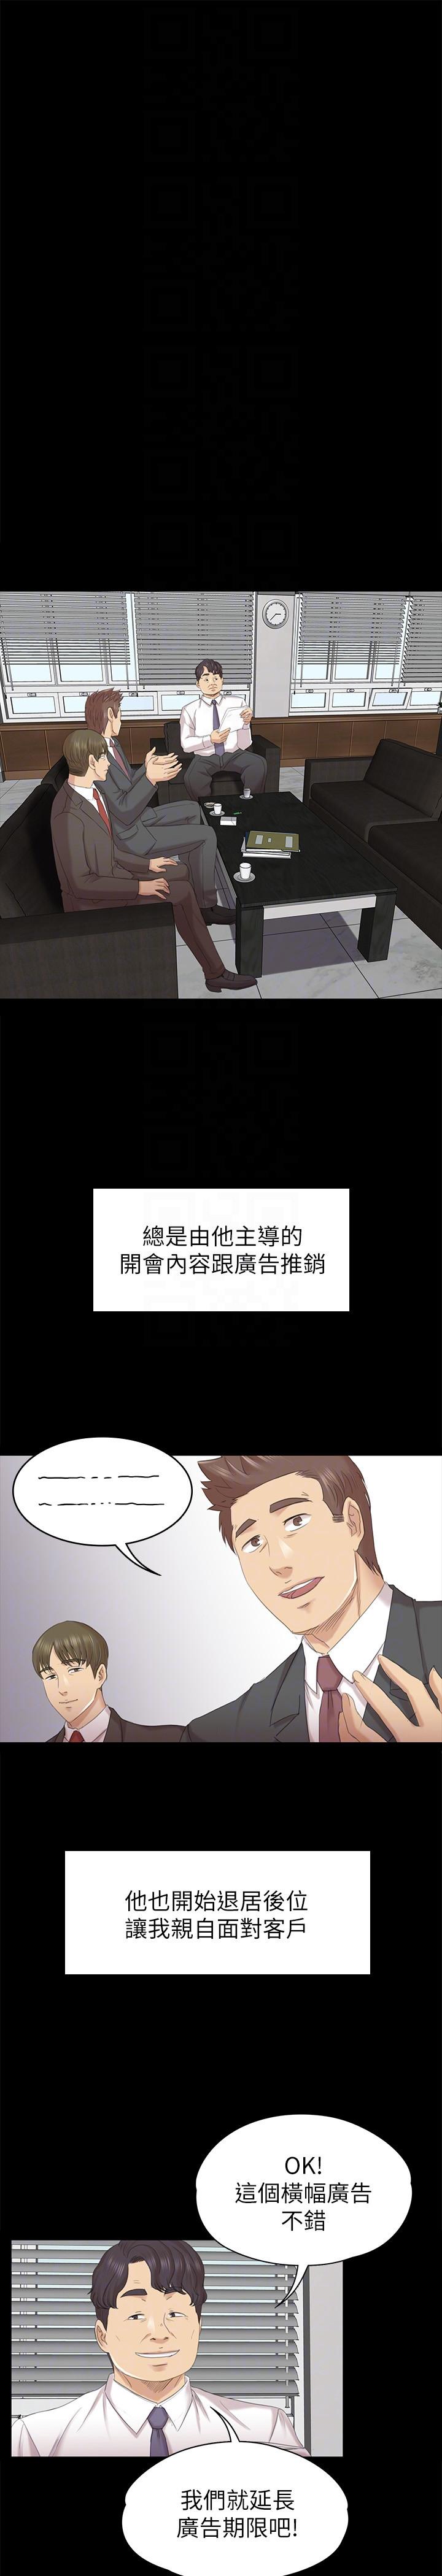 總是由他主導的
開會內容跟廣告推銷
他也開始退居後位
讓我親自面對客戶
OK!
這個橫幅廣告
不錯
我們就延長
廣告期限吧!